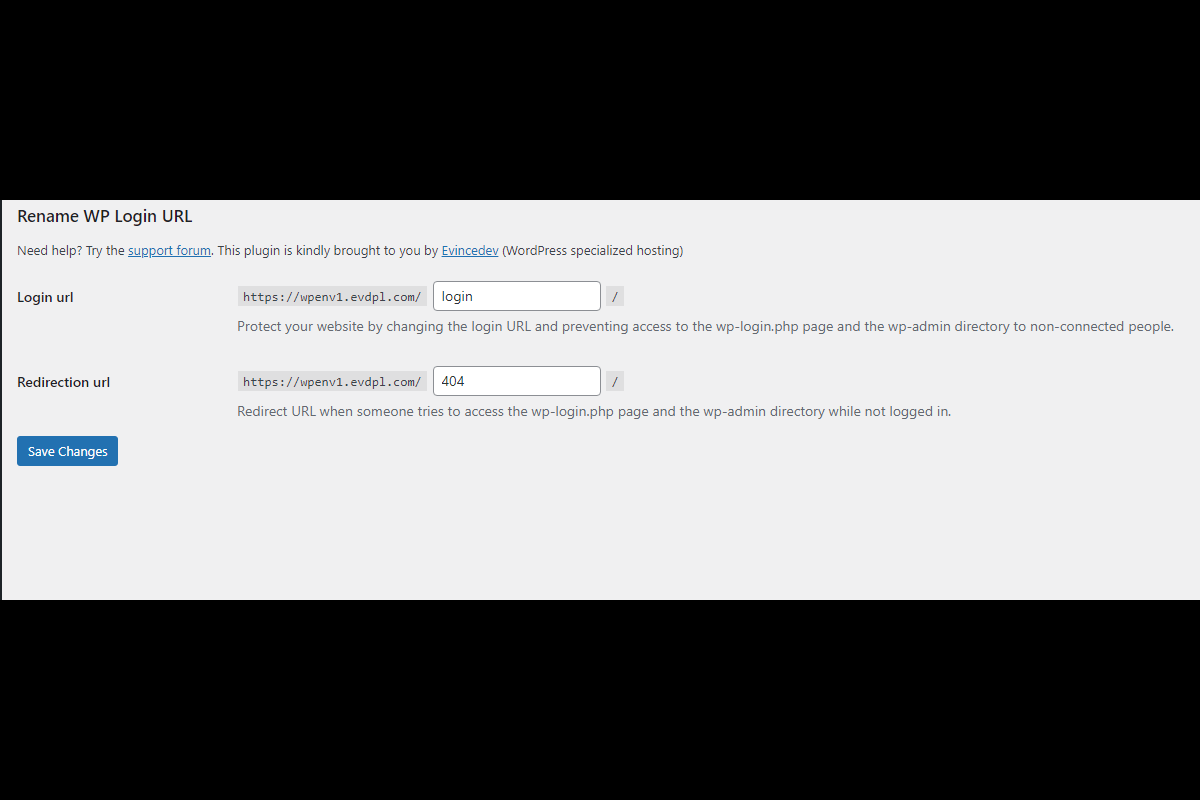 Rename WP Login URL
Need help? Try the support forum. This plugin is kindly brought to you by Evincedev (WordPress specialized hosting)
Login url https://wpenv1.evdpl.com/ login /
Protect your website by changing the login URL and preventing access to the wp-login.php page and the wp-admin directory to non-connected people.
Redirection url https://wpenv1.evdpl.com/ 404 /
Redirect URL when someone tries to access the wp-login.php page and the wp-admin directory while not logged in.
Save Changes